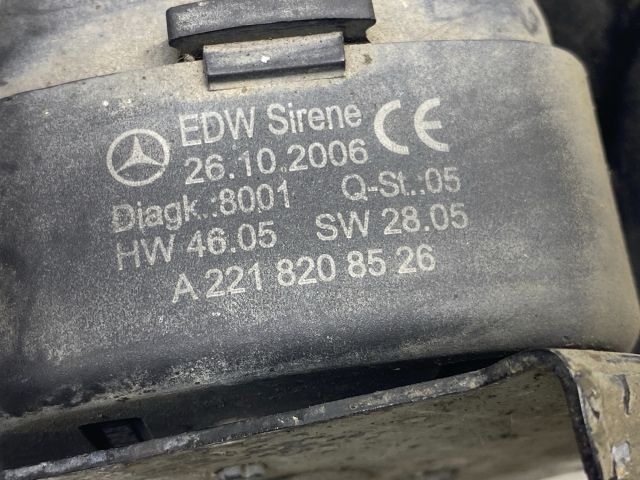 EDW Sirene CE
26.10.2006
Diagk.:8001 Q-St.:05
HW 46.05 SW 28.05
A 221 820 85 26